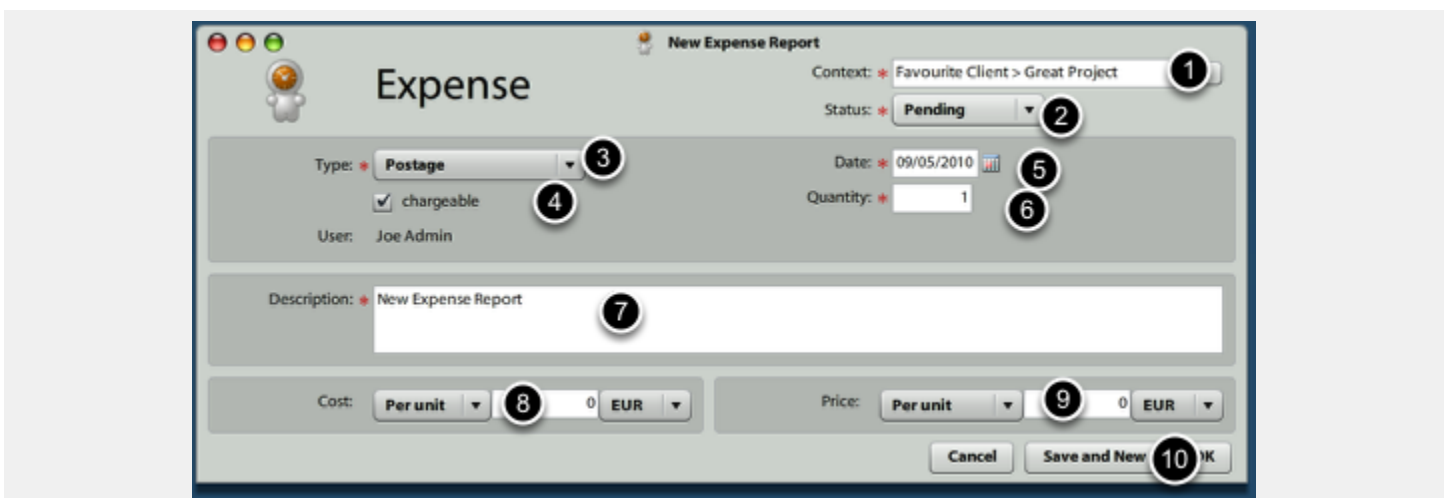 New Expense Report
Expense
Context: * Favourite Client > Great Project 1
Status: * Pending 2
Type: * Postage 3
Date: * 09/05/2010 5
chargeable 4
Quantity: * 1 6
User: Joe Admin
Description: * New Expense Report 7
Cost: Per unit 8 0 EUR
Price: Per unit 9 0 EUR
Cancel Save and New 10